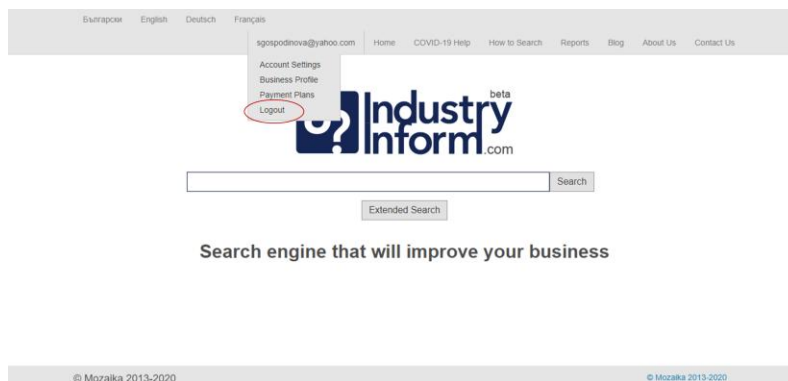 Български English Deutsch Français
sgospodinova@yahoo.com Home COVID-19 Help How to Search Reports Blog About Us Contact Us
Account Settings
Business Profile
Payment Plans
Logout
beta
Industry
Inform.com
Search
Extended Search
Search engine that will improve your business
© Mozaika 2013-2020 © Mozaika 2013-2020